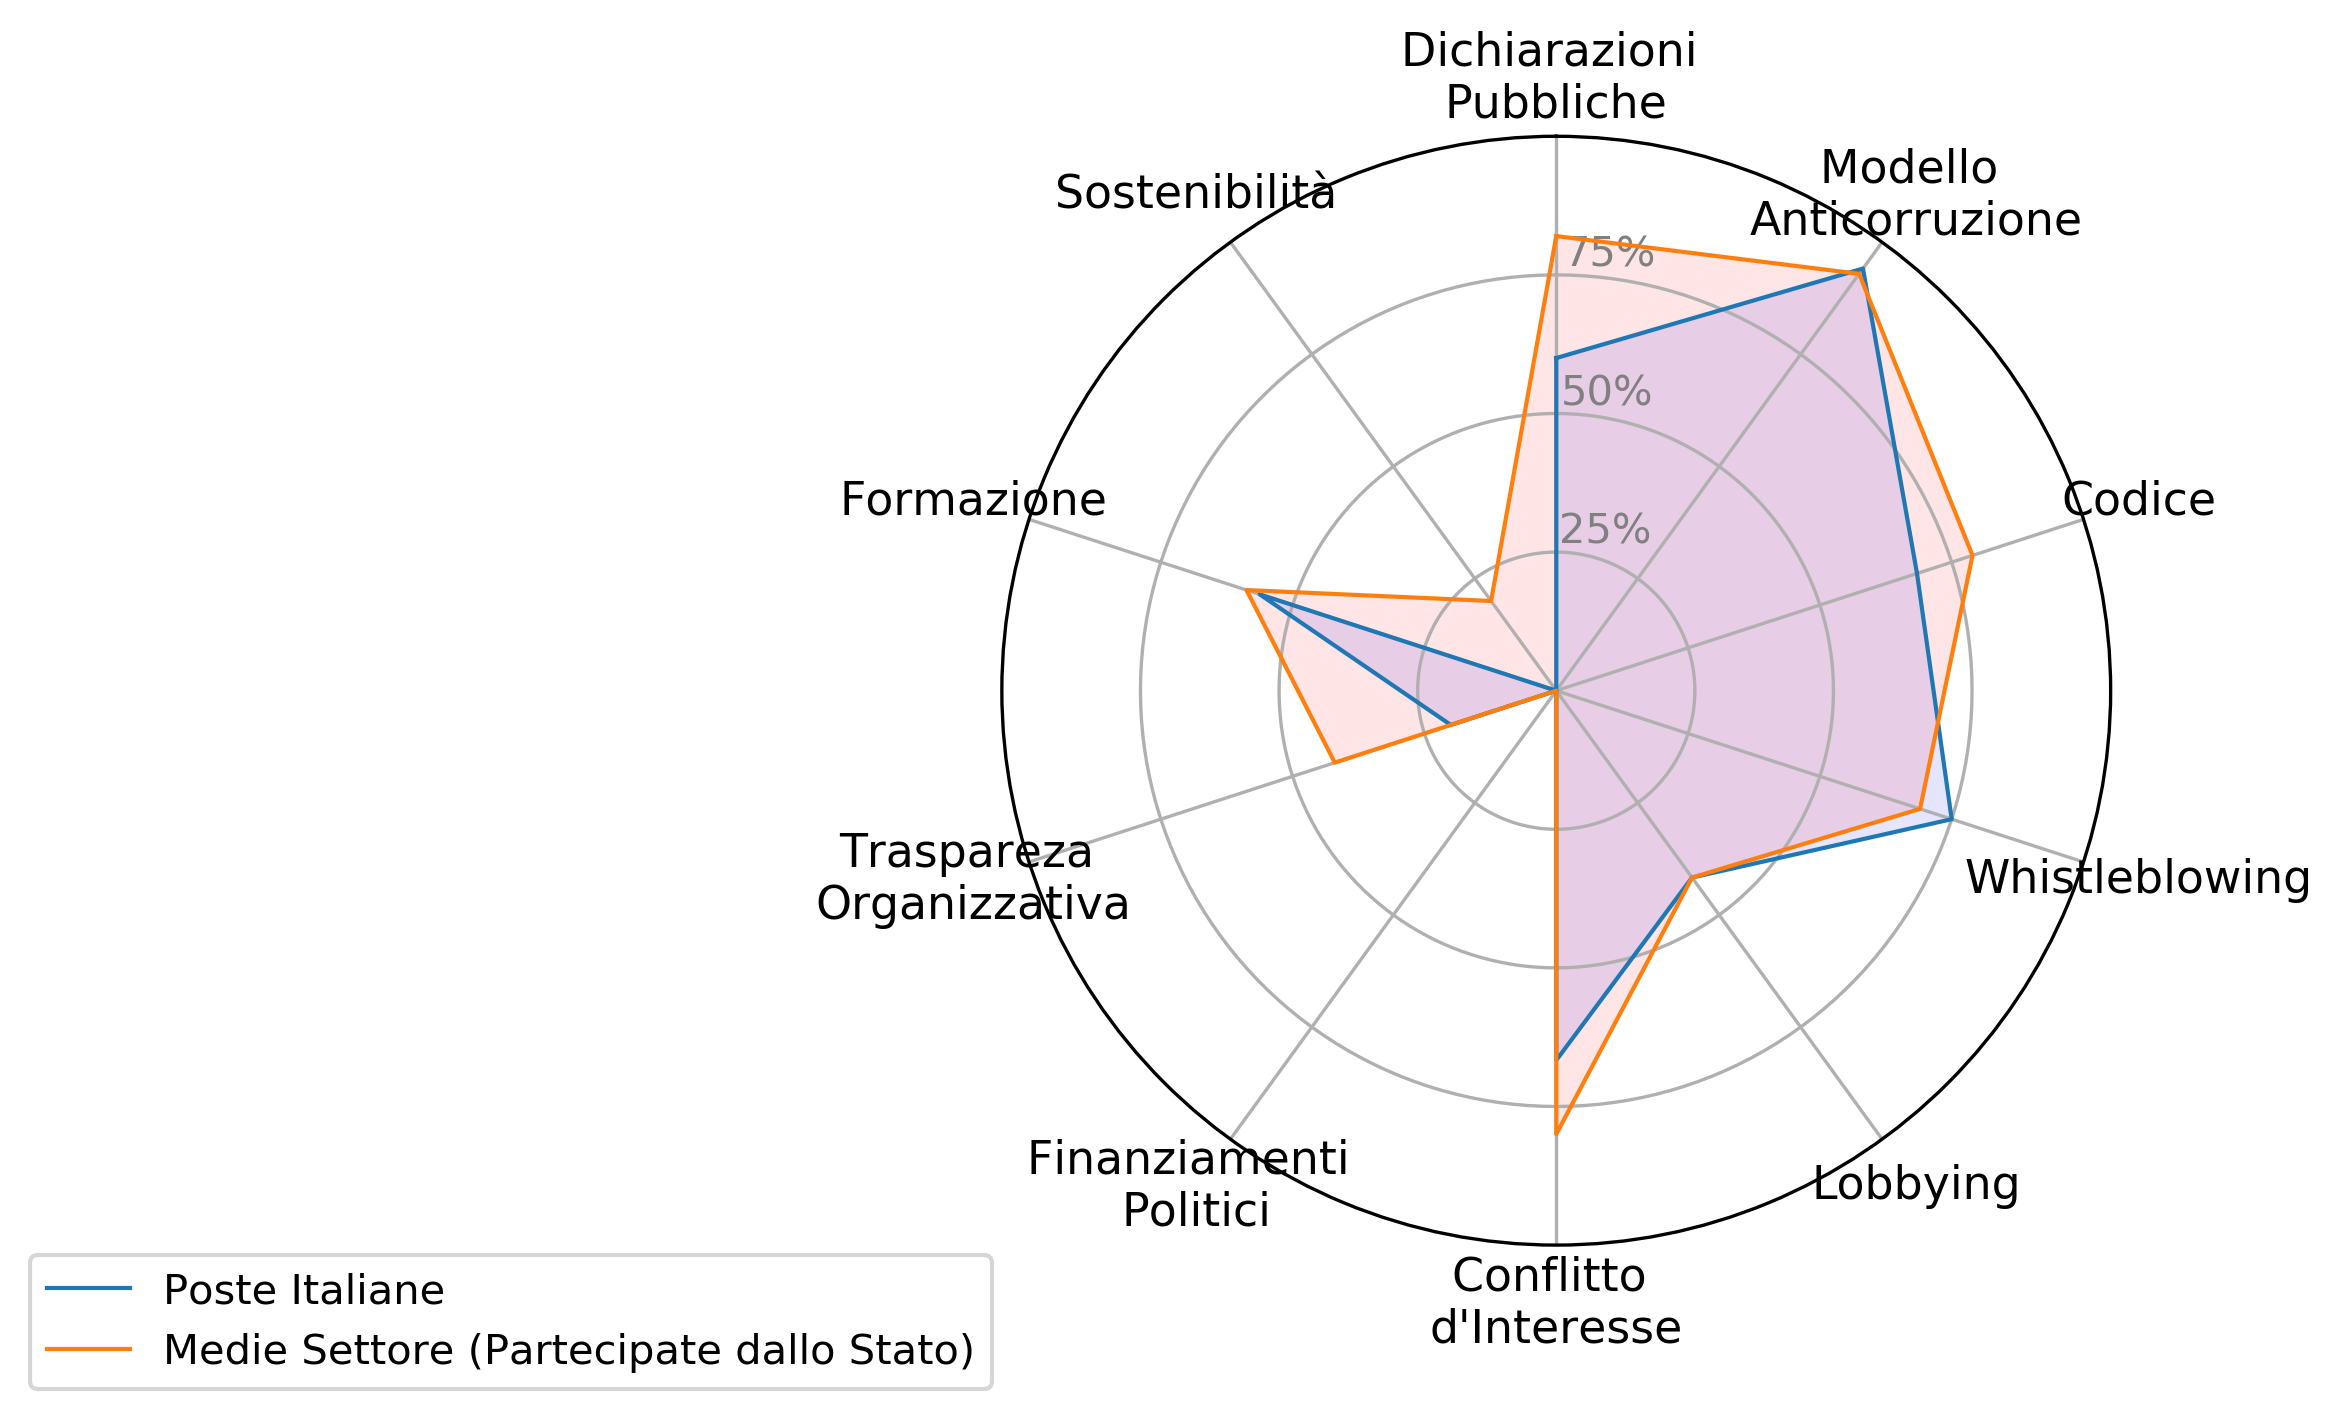 Dichiarazioni
Pubbliche
Modello
Anticorruzione
Sostenibilità
75%
50%
25%
Formazione
Codice
Traspareza
Organizzativa
Whistleblowing
Finanziamenti
Politici
Lobbying
Conflitto
d'Interesse
Poste Italiane
Medie Settore (Partecipate dallo Stato)